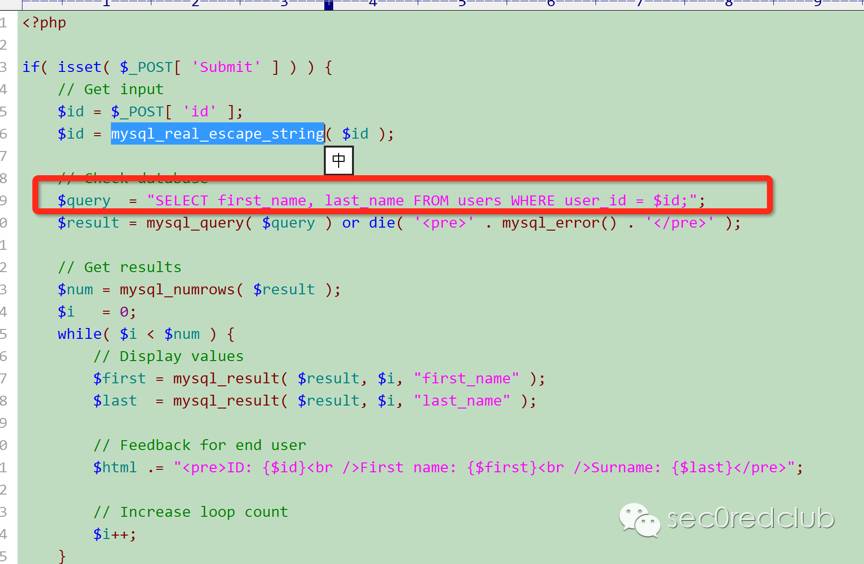 1 2 3 4 5 6 7 8 9
1 <?php
2
3 if( isset( $_POST[ 'Submit' ] ) ) {
4     // Get input
5     $id = $_POST[ 'id' ];
6     $id = mysql_real_escape_string( $id );
7
中
8     // Check database
9     $query  = "SELECT first_name, last_name FROM users WHERE user_id = $id;";
0     $result = mysql_query( $query ) or die( '<pre>' . mysql_error() . '</pre>' );
1
2     // Get results
3     $num = mysql_numrows( $result );
4     $i   = 0;
5     while( $i < $num ) {
6         // Display values
7         $first = mysql_result( $result, $i, "first_name" );
8         $last  = mysql_result( $result, $i, "last_name" );
9
0         // Feedback for end user
1         $html .= "<pre>ID: {$id}<br />First name: {$first}<br />Surname: {$last}</pre>";
2
3         // Increase loop count
4         $i++;
5     }
sec0redclub